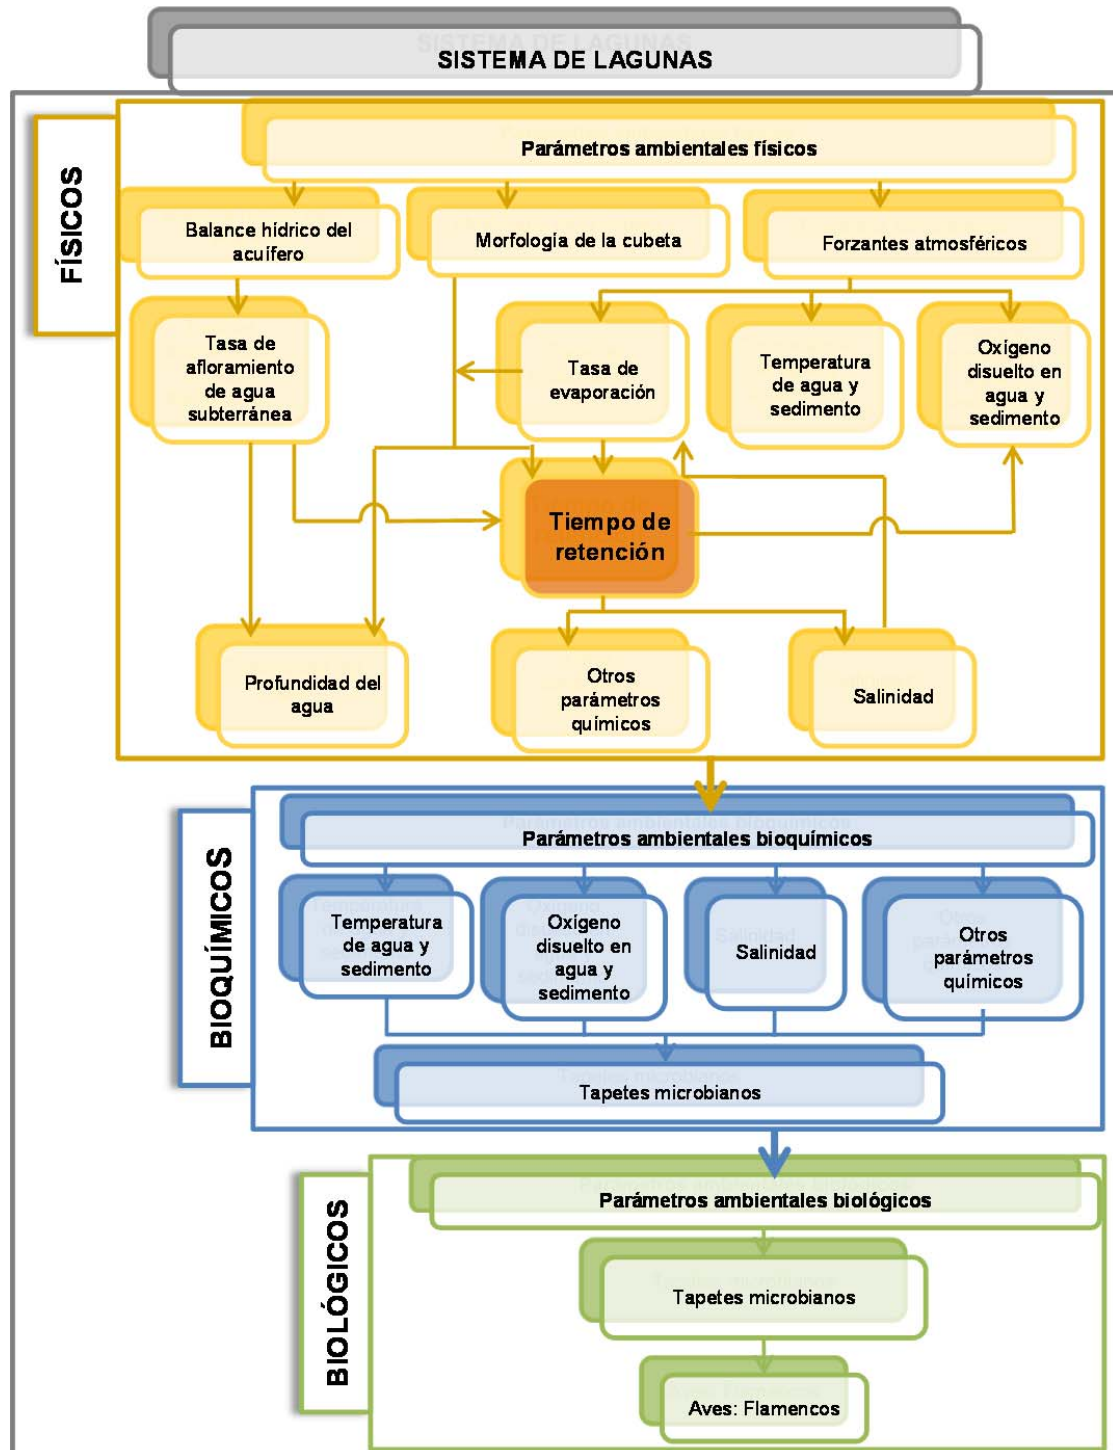 SISTEMA DE LAGUNAS
FÍSICOS
Parámetros ambientales físicos
Balance hídrico del
acuífero
Morfología de la cubeta
Forzantes atmosféricos
Tasa de
afloramiento
de agua
subterránea
Tasa de
evaporación
Temperatura
de agua y
sedimento
Oxígeno
disuelto en
agua y
sedimento
Tiempo de
retención
Profundidad del
agua
Otros
parámetros
químicos
Salinidad
BIOQUÍMICOS
Parámetros ambientales bioquímicos
Temperatura
de agua y
sedimento
Oxígeno
disuelto en
agua y
sedimento
Salinidad
Otros
parámetros
químicos
Tapetes microbianos
BIOLÓGICOS
Parámetros ambientales biológicos
Tapetes microbianos
Aves: Flamencos